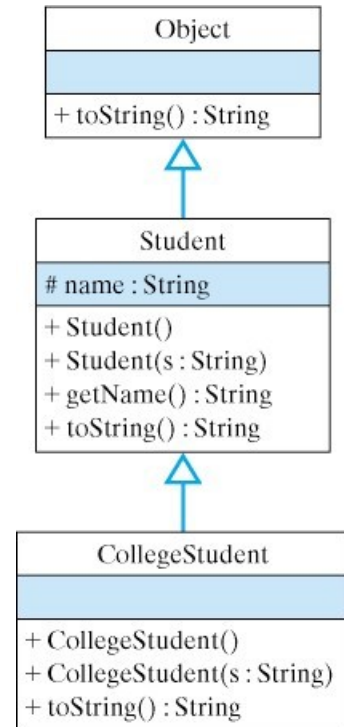 Object
+ toString() : String
Student
# name : String
+ Student()
+ Student(s : String)
+ getName() : String
+ toString() : String
CollegeStudent
+ CollegeStudent()
+ CollegeStudent(s : String)
+ toString() : String